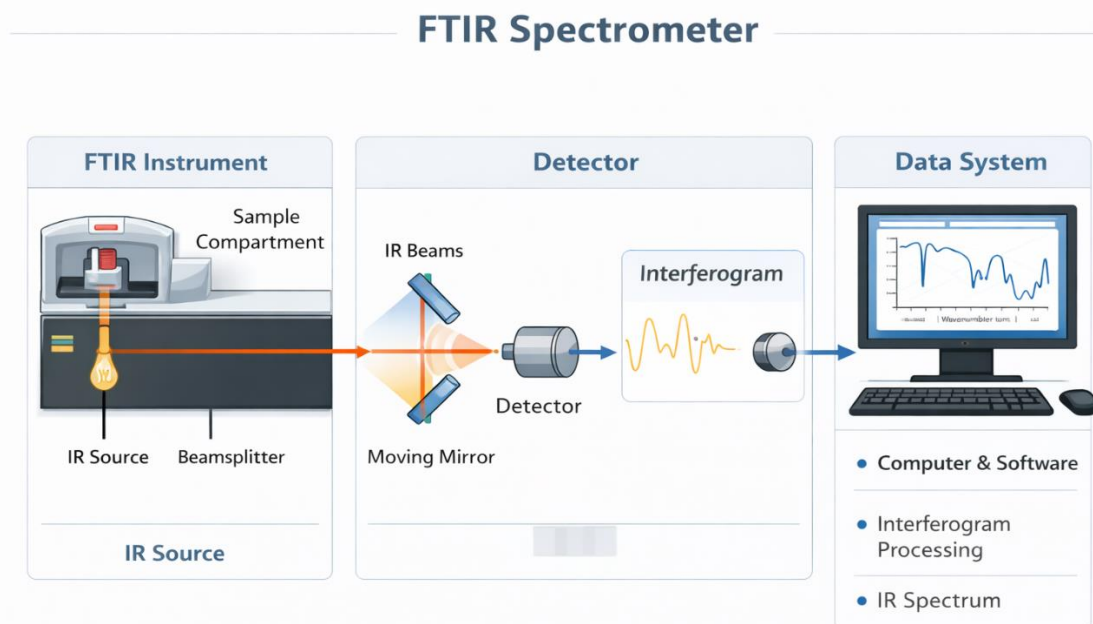 FTIR Spectrometer
FTIR Instrument
Sample
Compartment
IR Source
Beamsplitter
IR Source
Detector
IR Beams
Moving Mirror
Detector
Interferogram
Data System
Computer & Software
Interferogram
Processing
IR Spectrum